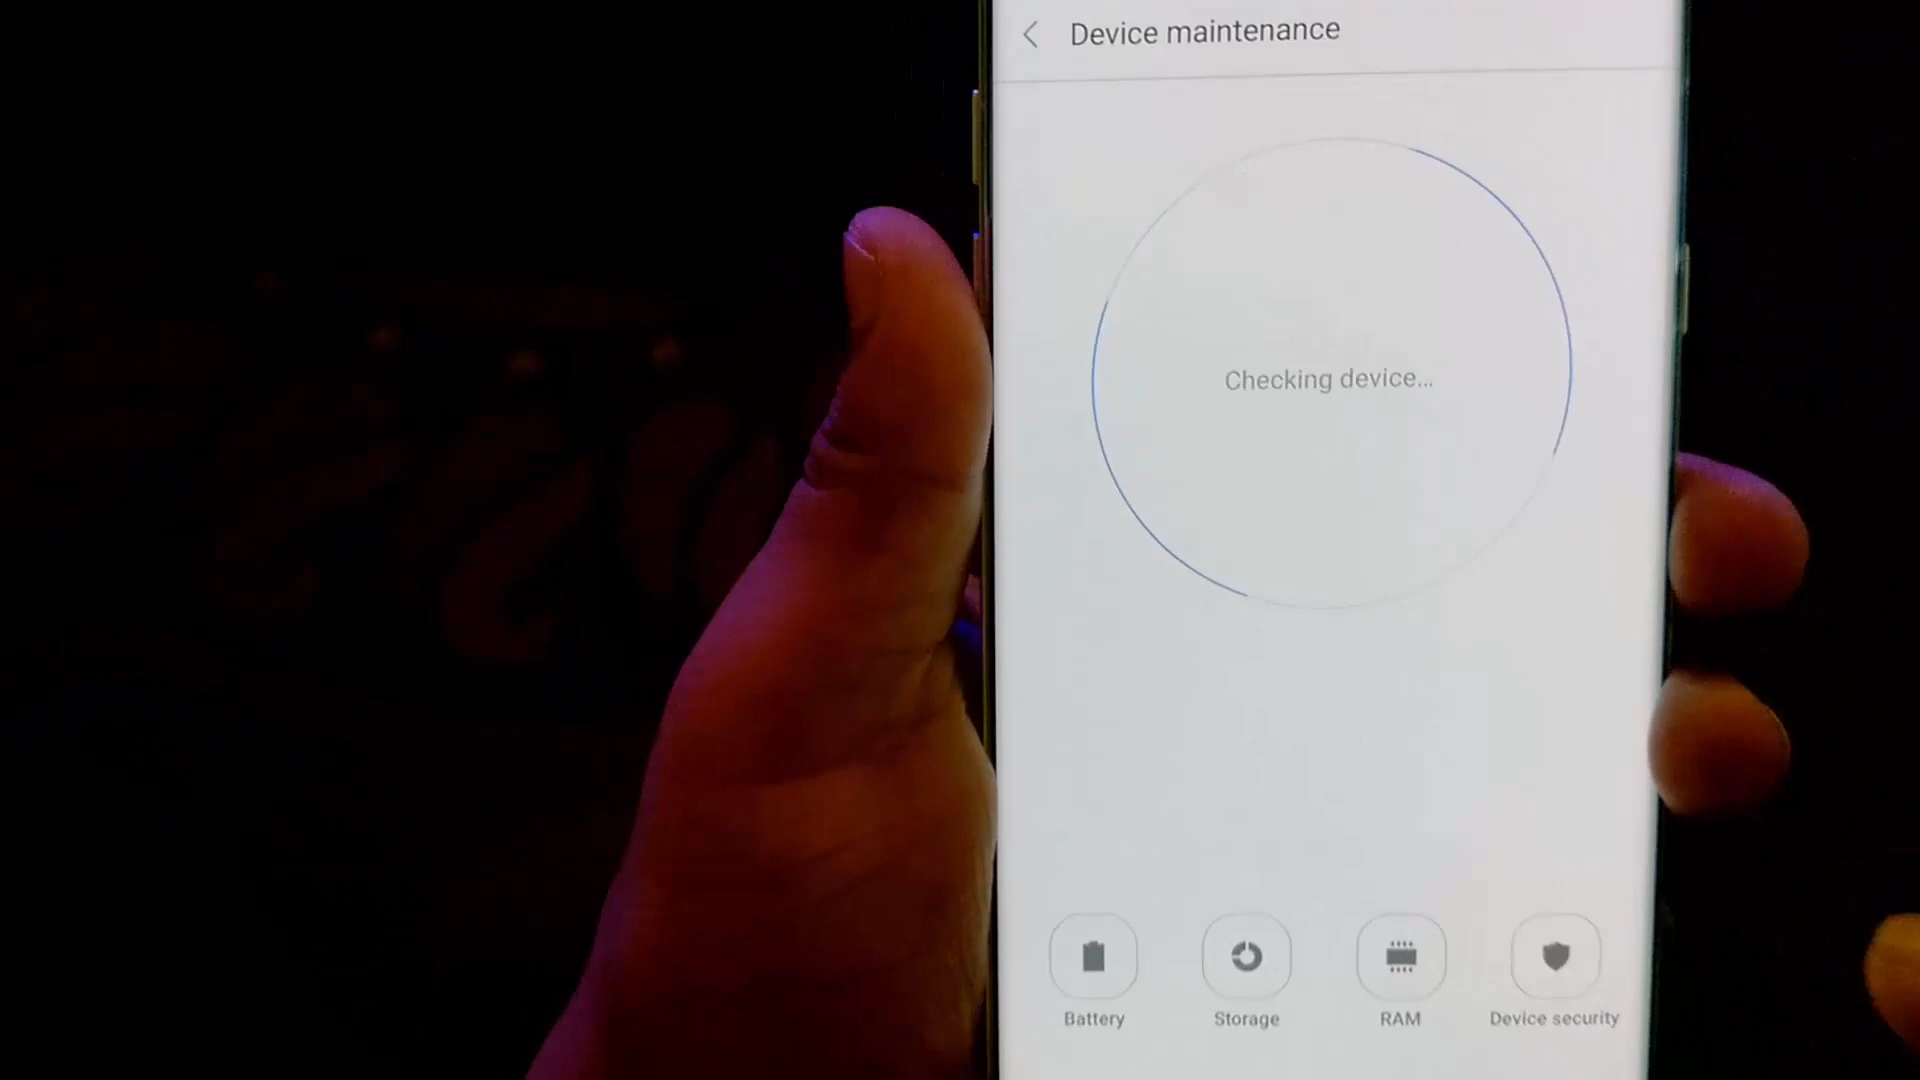 Device maintenance
Checking device...
Battery
Storage
RAM
Device security